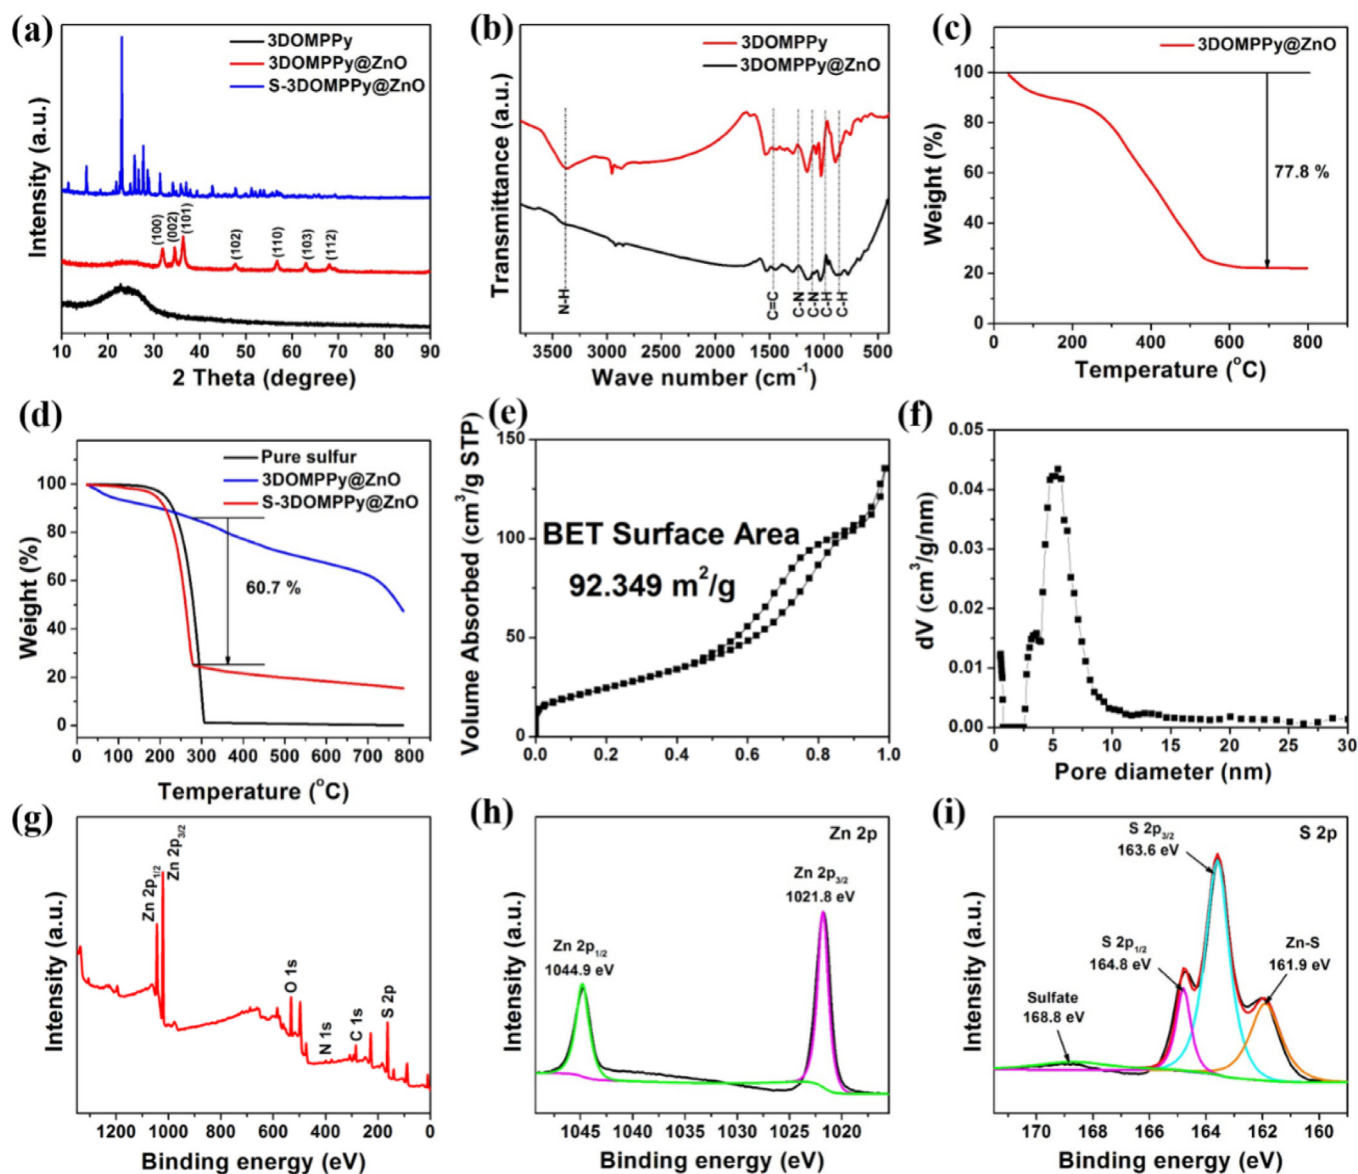 (a)
3DOMPPy
3DOMPPy@ZnO
S-3DOMPPy@ZnO
(100)
(002)
(101)
(102)
(110)
(103)
(112)
Intensity (a.u.)
10 20 30 40 50 60 70 80 90
2 Theta (degree)
(b)
3DOMPPy
3DOMPPy@ZnO
N-H
C=C
C-N
C-N
C-H
C-H
Transmittance (a.u.)
3500 3000 2500 2000 1500 1000 500
Wave number (cm⁻¹)
(c)
3DOMPPy@ZnO
100
80
60
40
20
0
77.8 %
Weight (%)
0 200 400 600 800
Temperature (°C)
(d)
Pure sulfur
3DOMPPy@ZnO
S-3DOMPPy@ZnO
100
80
60
40
20
0
60.7 %
Weight (%)
0 100 200 300 400 500 600 700 800
Temperature (°C)
(e)
150
100
50
0
BET Surface Area
92.349 m²/g
Volume Absorbed (cm³/g STP)
0.0 0.2 0.4 0.6 0.8 1.0
(f)
0.05
0.04
0.03
0.02
0.01
0.00
dV (cm³/g/nm)
0 5 10 15 20 25 30
Pore diameter (nm)
(g)
Zn 2p1/2
Zn 2p3/2
O 1s
N 1s
C 1s
S 2p
Intensity (a.u.)
1200 1000 800 600 400 200 0
Binding energy (eV)
(h)
Zn 2p
Zn 2p3/2
1021.8 eV
Zn 2p1/2
1044.9 eV
Intensity (a.u.)
1045 1040 1035 1030 1025 1020
Binding energy (eV)
(i)
S 2p
S 2p3/2
163.6 eV
S 2p1/2
164.8 eV
Zn-S
161.9 eV
Sulfate
168.8 eV
Intensity (a.u.)
170 168 166 164 162 160
Binding energy (eV)